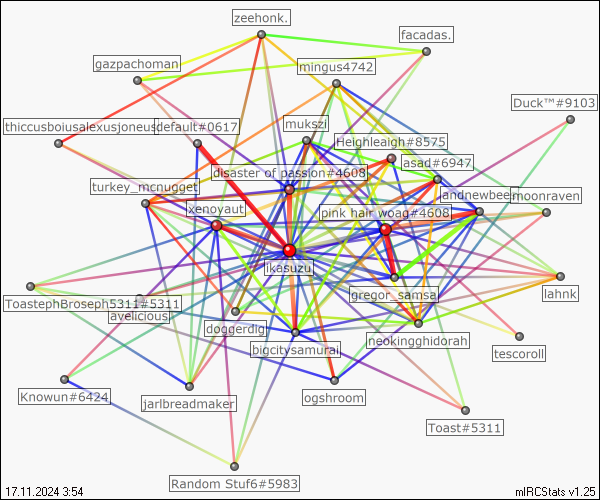 zeehonk.
facadas.
gazpachoman
mingus4742
Duck™#9103
thiccusboiusalexusjoneus
default#0617
mukszi
Heighleaigh#8575
asad#6947
disaster of passion#4608
turkey_mcnugget
andnewbees
moonraven
xenoyaut
pink hair woag#4608
ikasuzu
gregor_samsa
lahnk
ToastephBroseph5311#5311
avelicious
doggerdig
neokingghidorah
bigcitysamurai
tescoroll
Knowun#6424
jarlbreadmaker
ogshroom
Toast#5311
Random Stuf6#5983
17.11.2024 3:54
mIRCStats v1.25